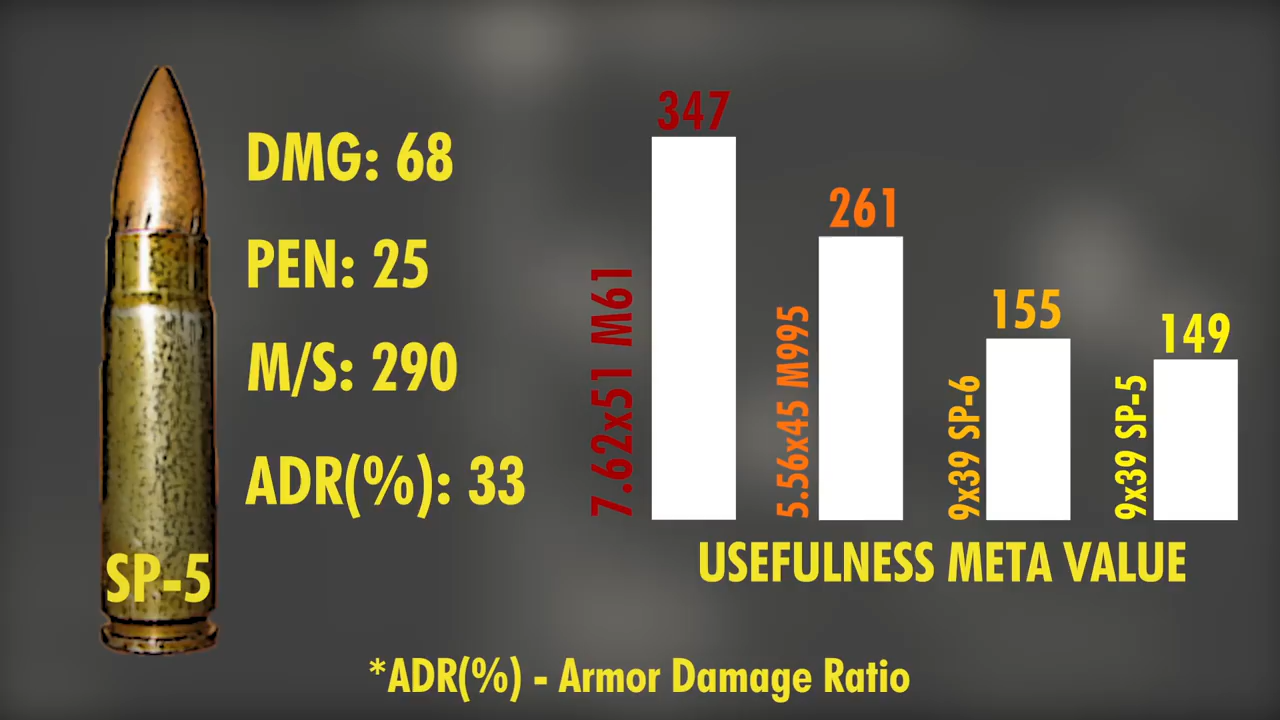 DMG: 68
PEN: 25
M/S: 290
ADR(%): 33
SP-5
347
7.62x51 M61
261
5.56x45 M995
155
9x39 SP-6
149
9x39 SP-5
USEFULNESS META VALUE
*ADR(%) - Armor Damage Ratio